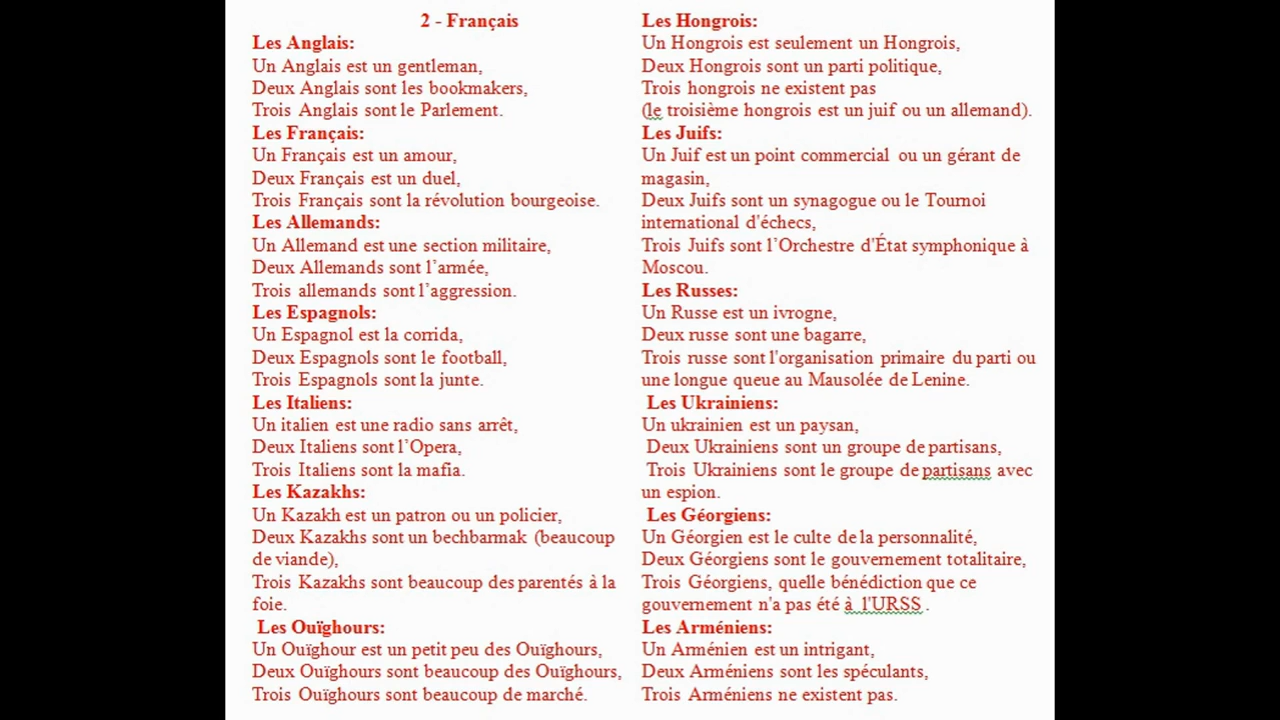 2 - Français
Les Anglais:
Un Anglais est un gentleman,
Deux Anglais sont les bookmakers,
Trois Anglais sont le Parlement.
Les Français:
Un Français est un amour,
Deux Français est un duel,
Trois Français sont la révolution bourgeoise.
Les Allemands:
Un Allemand est une section militaire,
Deux Allemands sont l’armée,
Trois allemands sont l’aggression.
Les Espagnols:
Un Espagnol est la corrida,
Deux Espagnols sont le football,
Trois Espagnols sont la junte.
Les Italiens:
Un italien est une radio sans arrêt,
Deux Italiens sont l’Opera,
Trois Italiens sont la mafia.
Les Kazakhs:
Un Kazakh est un patron ou un policier,
Deux Kazakhs sont un bechbarmak (beaucoup
de viande),
Trois Kazakhs sont beaucoup des parentés à la
foie.
Les Ouïghours:
Un Ouïghour est un petit peu des Ouïghours,
Deux Ouïghours sont beaucoup des Ouïghours,
Trois Ouïghours sont beaucoup de marché.
Les Hongrois:
Un Hongrois est seulement un Hongrois,
Deux Hongrois sont un parti politique,
Trois hongrois ne existent pas
(le troisième hongrois est un juif ou un allemand).
Les Juifs:
Un Juif est un point commercial ou un gérant de
magasin,
Deux Juifs sont un synagogue ou le Tournoi
international d'échecs,
Trois Juifs sont l’Orchestre d'État symphonique à
Moscou.
Les Russes:
Un Russe est un ivrogne,
Deux russe sont une bagarre,
Trois russe sont l'organisation primaire du parti ou
une longue queue au Mausolée de Lenine.
Les Ukrainiens:
Un ukrainien est un paysan,
Deux Ukrainiens sont un groupe de partisans,
Trois Ukrainiens sont le groupe de partisans avec
un espion.
Les Géorgiens:
Un Géorgien est le culte de la personnalité,
Deux Géorgiens sont le gouvernement totalitaire,
Trois Géorgiens, quelle bénédiction que ce
gouvernement n'a pas été à l'URSS .
Les Arméniens:
Un Arménien est un intrigant,
Deux Arméniens sont les spéculants,
Trois Arméniens ne existent pas.